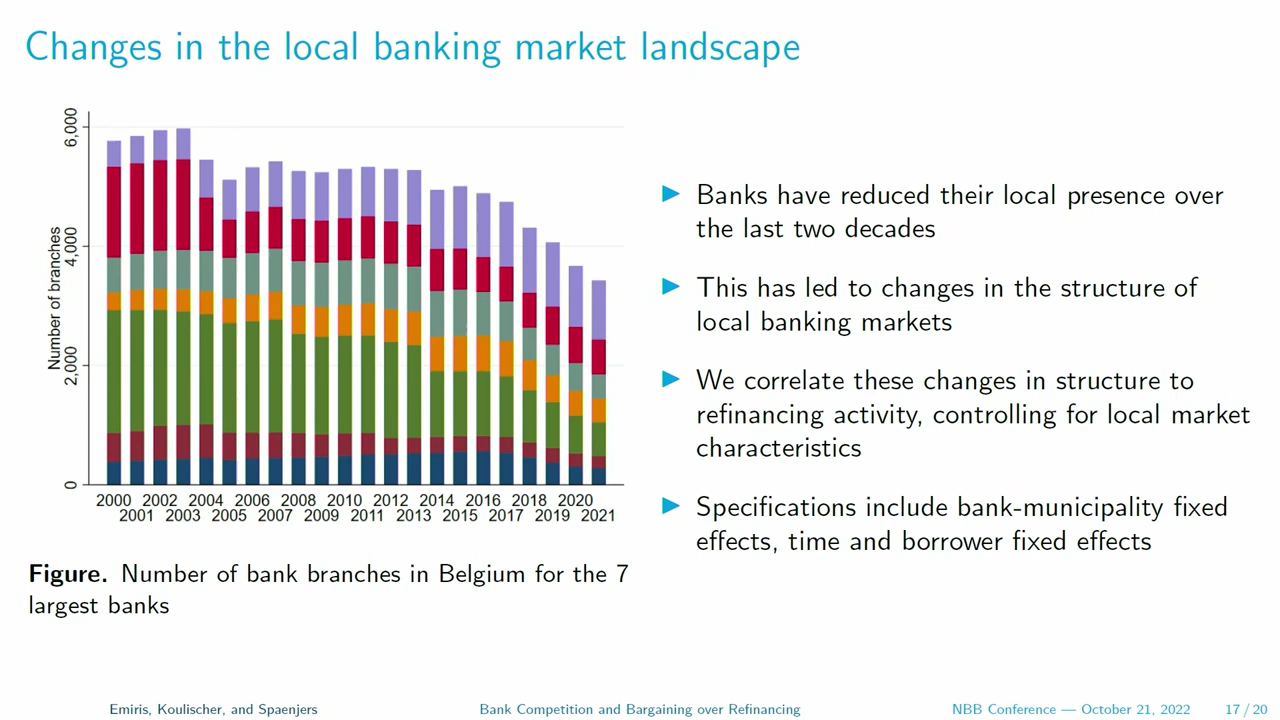 Changes in the local banking market landscape
6,000
4,000
2,000
0
Number of branches
2000 2002 2004 2006 2008 2010 2012 2014 2016 2018 2020
2001 2003 2005 2007 2009 2011 2013 2015 2017 2019 2021
Figure. Number of bank branches in Belgium for the 7
largest banks
Banks have reduced their local presence over
the last two decades
This has led to changes in the structure of
local banking markets
We correlate these changes in structure to
refinancing activity, controlling for local market
characteristics
Specifications include bank-municipality fixed
effects, time and borrower fixed effects
Emiris, Koulischer, and Spaenjers
Bank Competition and Bargaining over Refinancing
NBB Conference — October 21, 2022
17 / 20